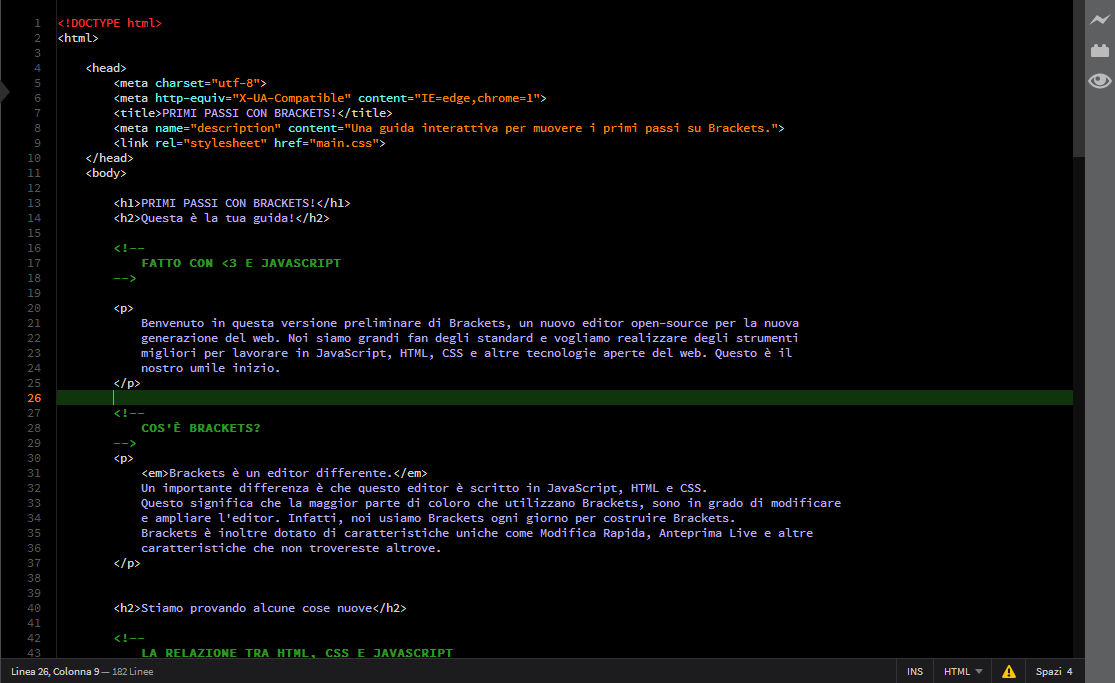 1 <!DOCTYPE html>
2 <html>
3
4 <head>
5 <meta charset="utf-8">
6 <meta http-equiv="X-UA-Compatible" content="IE=edge,chrome=1">
7 <title>PRIMI PASSI CON BRACKETS!</title>
8 <meta name="description" content="Una guida interattiva per muovere i primi passi su Brackets.">
9 <link rel="stylesheet" href="main.css">
10 </head>
11 <body>
12
13 <h1>PRIMI PASSI CON BRACKETS!</h1>
14 <h2>Questa è la tua guida!</h2>
15
16 <!--
17 FATTO CON <3 E JAVASCRIPT
18 -->
19
20 <p>
21 Benvenuto in questa versione preliminare di Brackets, un nuovo editor open-source per la nuova
22 generazione del web. Noi siamo grandi fan degli standard e vogliamo realizzare degli strumenti
23 migliori per lavorare in JavaScript, HTML, CSS e altre tecnologie aperte del web. Questo è il
24 nostro umile inizio.
25 </p>
26
27 <!--
28 COS'È BRACKETS?
29 -->
30 <p>
31 <em>Brackets è un editor differente.</em>
32 Un importante differenza è che questo editor è scritto in JavaScript, HTML e CSS.
33 Questo significa che la maggior parte di coloro che utilizzano Brackets, sono in grado di modificare
34 e ampliare l'editor. Infatti, noi usiamo Brackets ogni giorno per costruire Brackets.
35 Brackets è inoltre dotato di caratteristiche uniche come Modifica Rapida, Anteprima Live e altre
36 caratteristiche che non trovereste altrove.
37 </p>
38
39
40 <h2>Stiamo provando alcune cose nuove</h2>
41
42 <!--
43 LA RELAZIONE TRA HTML, CSS E JAVASCRIPT
Linea 26, Colonna 9 — 182 Linee INS HTML Spazi 4